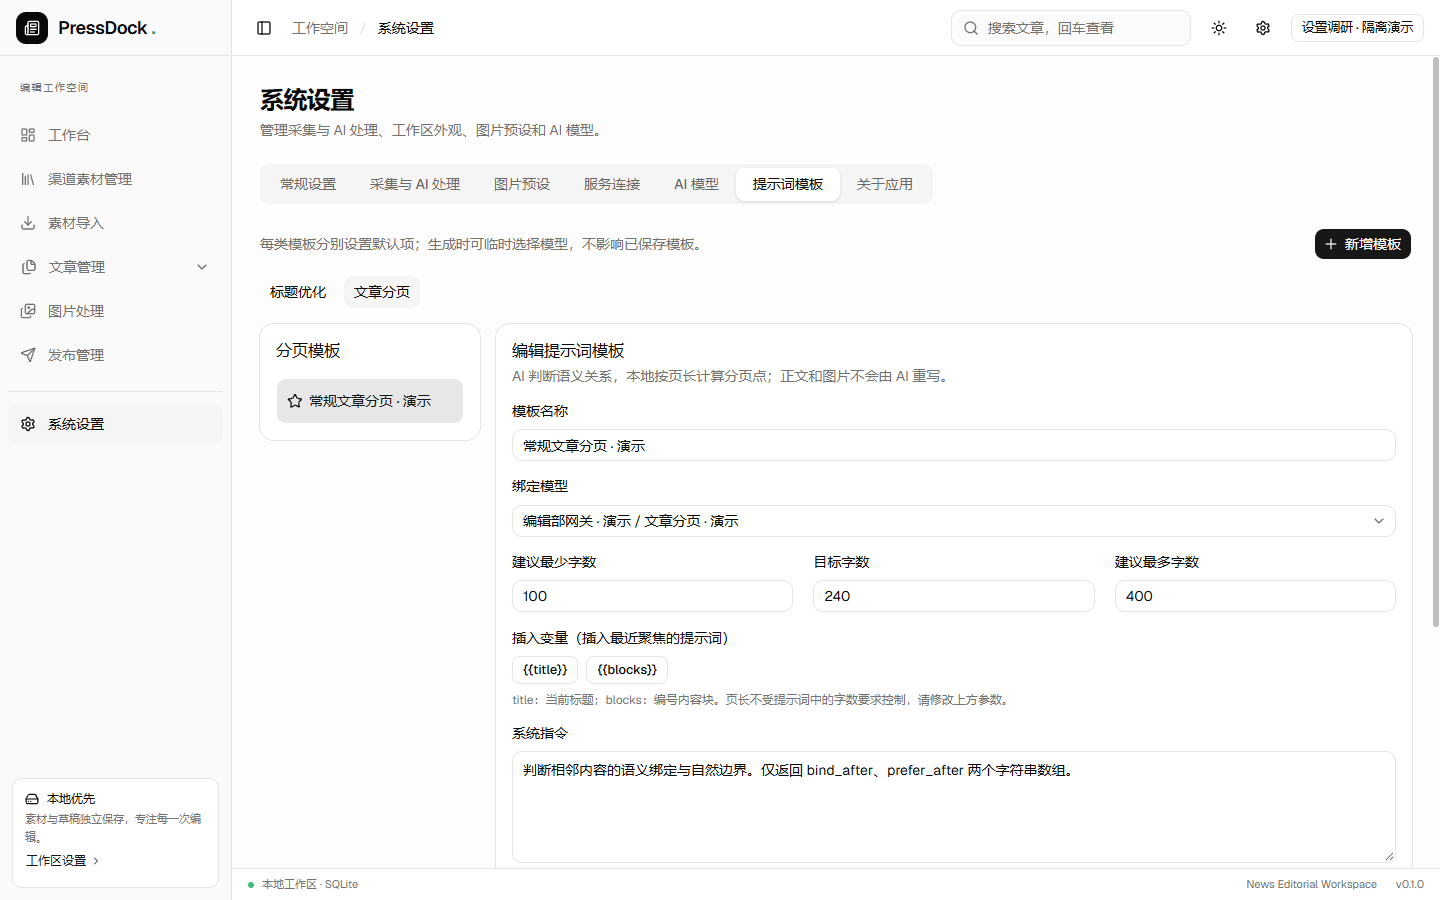 PressDock.
工作空间 / 系统设置
搜索文章，回车查看
设置调研 · 隔离演示
编辑工作空间
工作台
渠道素材管理
素材导入
文章管理
图片处理
发布管理
系统设置
本地优先
素材与草稿独立保存，专注每一次编辑。
工作区设置
系统设置
管理采集与 AI 处理、工作区外观、图片预设和 AI 模型。
常规设置 采集与 AI 处理 图片预设 服务连接 AI 模型 提示词模板 关于应用
每类模板分别设置默认项；生成时可临时选择模型，不影响已保存模板。
新增模板
标题优化 文章分页
分页模板
常规文章分页 · 演示
编辑提示词模板
AI 判断语义关系，本地按页长计算分页点；正文和图片不会由 AI 重写。
模板名称
常规文章分页 · 演示
绑定模型
编辑部网关 · 演示 / 文章分页 · 演示
建议最少字数 目标字数 建议最多字数
100 240 400
插入变量（插入最近聚焦的提示词）
{{title}} {{blocks}}
title：当前标题；blocks：编号内容块。页长不受提示词中的字数要求控制，请修改上方参数。
系统指令
判断相邻内容的语义绑定与自然边界。仅返回 bind_after、prefer_after 两个字符串数组。
本地工作区 · SQLite
News Editorial Workspace v0.1.0